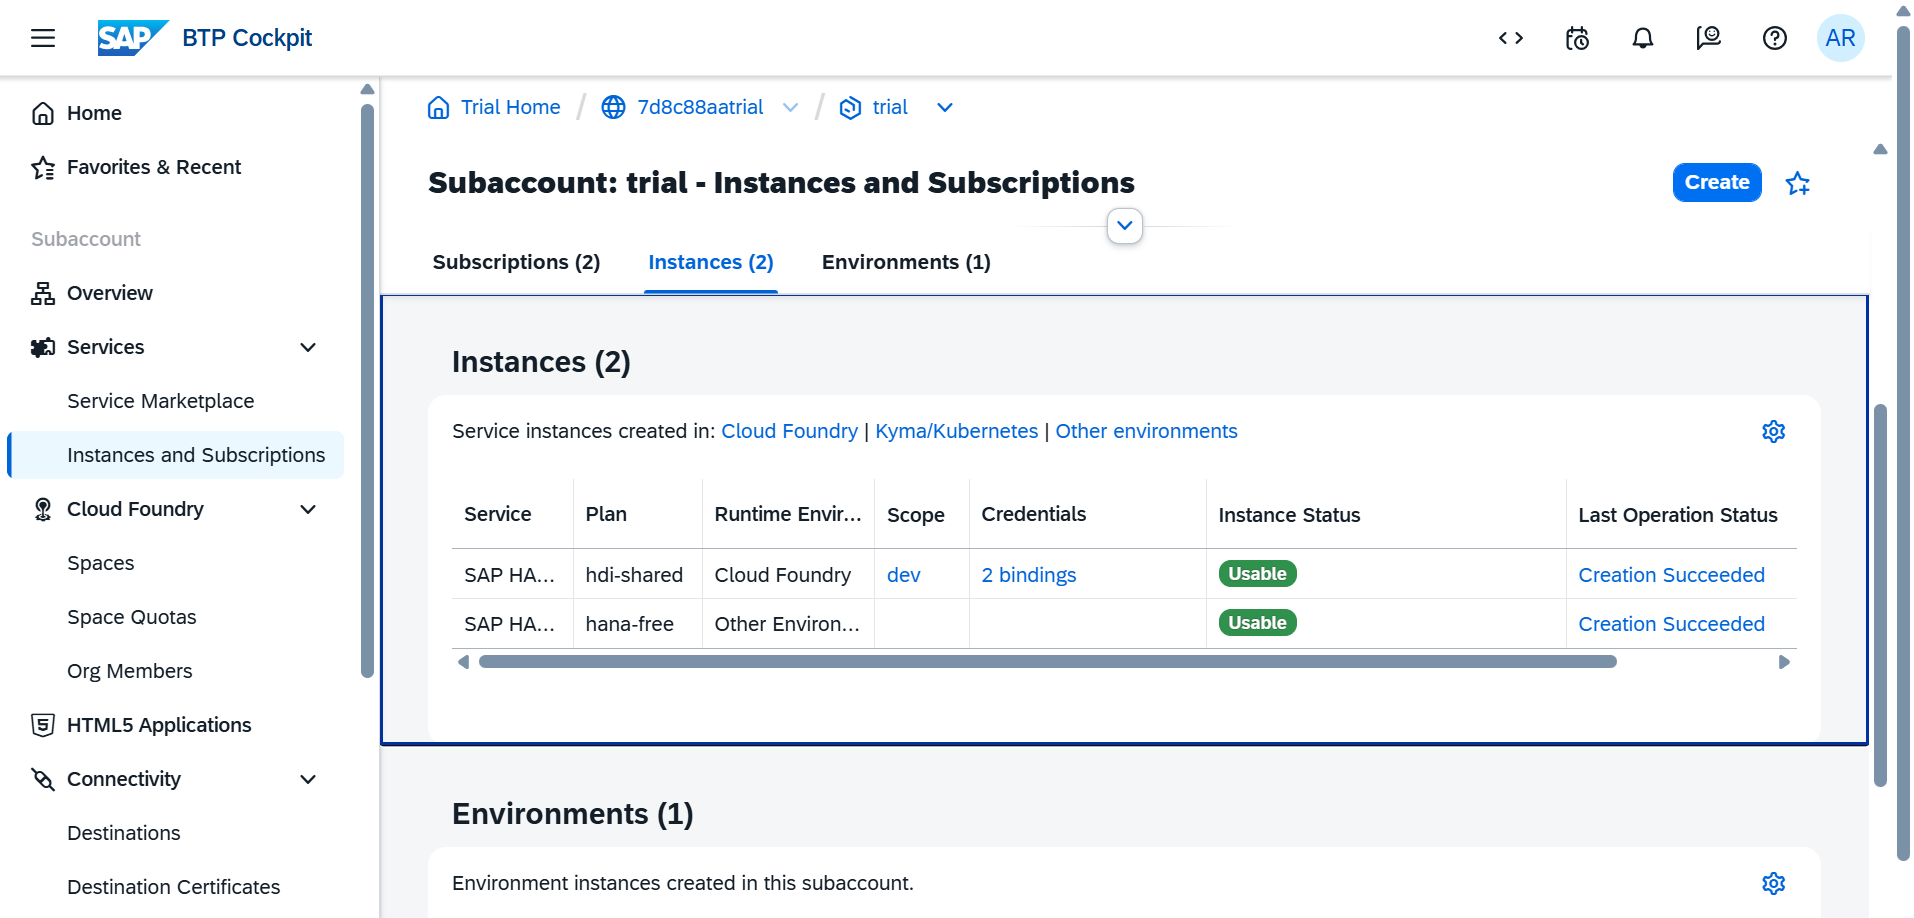 SAP BTP Cockpit
AR
Home
Favorites & Recent
Subaccount
Overview
Services
Service Marketplace
Instances and Subscriptions
Cloud Foundry
Spaces
Space Quotas
Org Members
HTML5 Applications
Connectivity
Destinations
Destination Certificates
Trial Home / 7d8c88aatrial / trial
Subaccount: trial - Instances and Subscriptions
Create
Subscriptions (2) Instances (2) Environments (1)
Instances (2)
Service instances created in: Cloud Foundry | Kyma/Kubernetes | Other environments
Service Plan Runtime Envir... Scope Credentials Instance Status Last Operation Status
SAP HA... hdi-shared Cloud Foundry dev 2 bindings Usable Creation Succeeded
SAP HA... hana-free Other Environ... Usable Creation Succeeded
Environments (1)
Environment instances created in this subaccount.